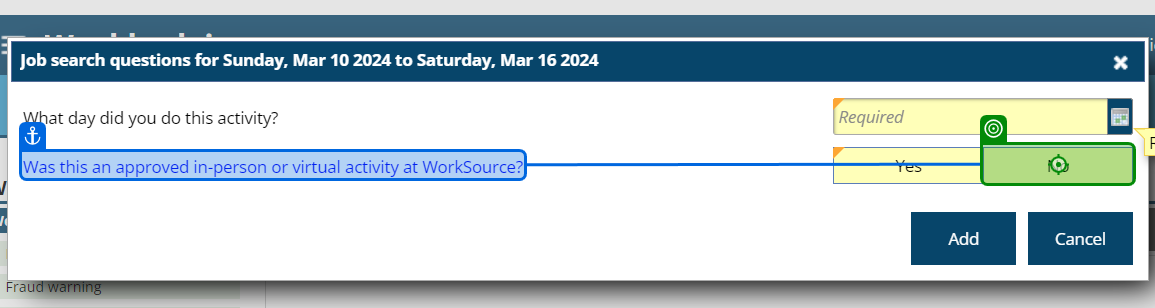 Job search questions for Sunday, Mar 10 2024 to Saturday, Mar 16 2024
What day did you do this activity?
Required
Was this an approved in-person or virtual activity at WorkSource?
Yes
Add
Cancel
Fraud warning